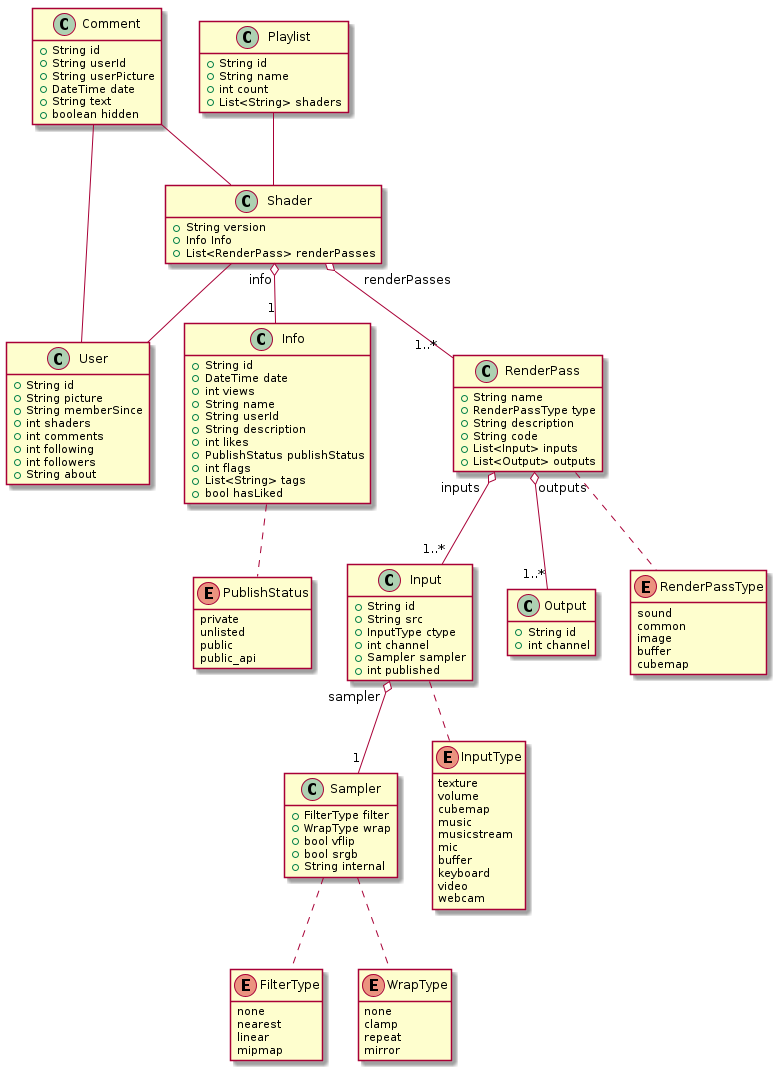 C Comment
String id
String userId
String userPicture
DateTime date
String text
boolean hidden
C Playlist
String id
String name
int count
List<String> shaders
C Shader
String version
Info Info
List<RenderPass> renderPasses
info
renderPasses
1
1..*
C User
String id
String picture
String memberSince
int shaders
int comments
int following
int followers
String about
C Info
String id
DateTime date
int views
String name
String userId
String description
int likes
PublishStatus publishStatus
int flags
List<String> tags
bool hasLiked
C RenderPass
String name
RenderPassType type
String description
String code
List<Input> inputs
List<Output> outputs
inputs
outputs
1..*
1..*
E PublishStatus
private
unlisted
public
public_api
C Input
String id
String src
InputType ctype
int channel
Sampler sampler
int published
C Output
String id
int channel
E RenderPassType
sound
common
image
buffer
cubemap
sampler
1
C Sampler
FilterType filter
WrapType wrap
bool vflip
bool srgb
String internal
E InputType
texture
volume
cubemap
music
musicstream
mic
buffer
keyboard
video
webcam
E FilterType
none
nearest
linear
mipmap
E WrapType
none
clamp
repeat
mirror